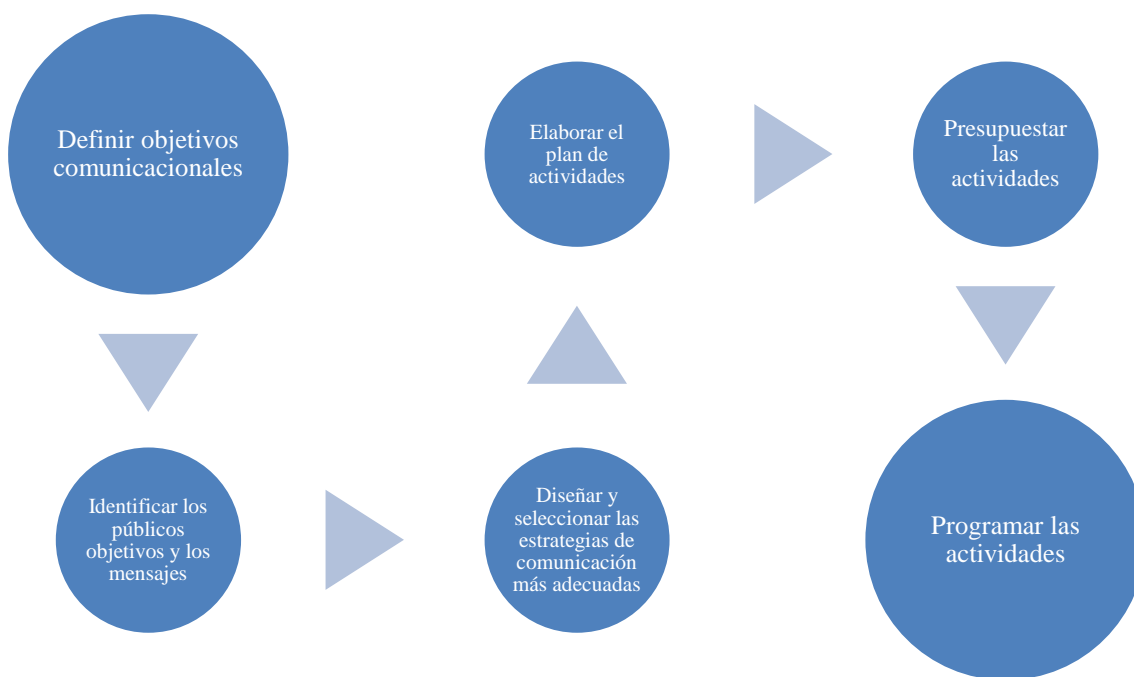 Definir objetivos
comunicacionales
Identificar los
públicos
objetivos y los
mensajes
Diseñar y
seleccionar las
estrategias de
comunicación
más adecuadas
Elaborar el
plan de
actividades
Presupuestar
las
actividades
Programar las
actividades